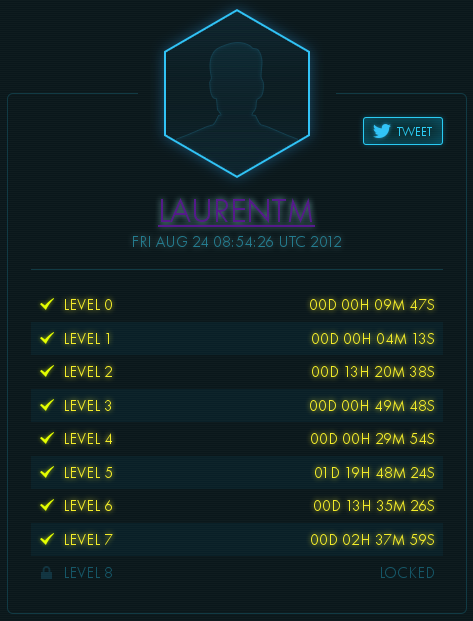 TWEET
LAURENTM
FRI AUG 24 08:54:26 UTC 2012
LEVEL 0 00D 00H 09M 47S
LEVEL 1 00D 00H 04M 13S
LEVEL 2 00D 13H 20M 38S
LEVEL 3 00D 00H 49M 48S
LEVEL 4 00D 00H 29M 54S
LEVEL 5 01D 19H 48M 24S
LEVEL 6 00D 13H 35M 26S
LEVEL 7 00D 02H 37M 59S
LEVEL 8 LOCKED